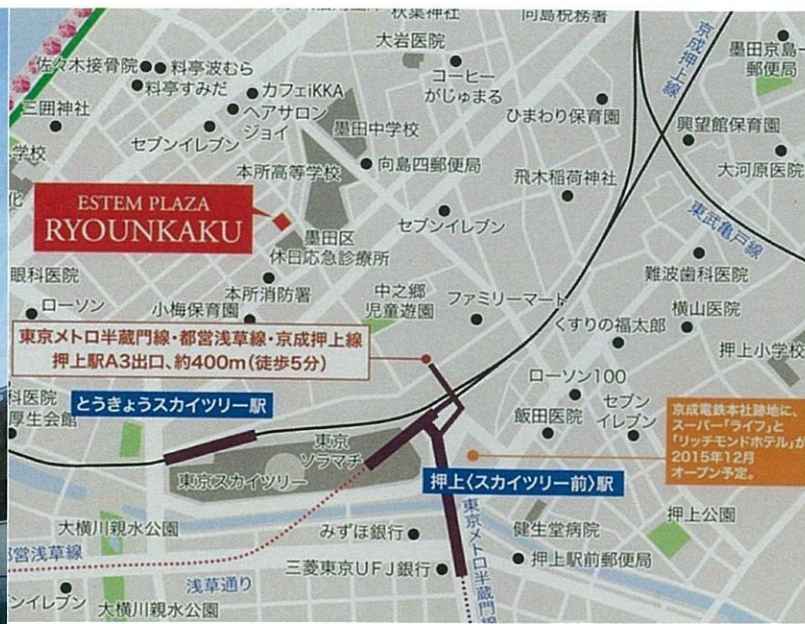 秋葉神社
向島税務署
大岩医院
京成押上線
佐々木接骨院
料亭波むら
料亭すみだ
カフェiKKA
コーヒー
がじゅまる
墨田京島一
郵便局
ヘアサロン
ジョイ
三囲神社
セブンイレブン
墨田中学校
ひまわり保育園
興望館保育園
学校
本所高等学校
向島四郵便局
大河原医院
化
飛木稲荷神社
ESTEM PLAZA
RYOUNKAKU
セブンイレブン
東武亀戸線
墨田区
休日応急診療所
眼科医院
難波歯科医院
本所消防署
中之郷
児童遊園
ローソン
小梅保育園
ファミリーマート
横山医院
くすりの福太郎
東京メトロ半蔵門線・都営浅草線・京成押上線
押上駅A3出口、約400m(徒歩5分)
押上小学校
ローソン100
科医院
厚生会館
とうきょうスカイツリー駅
飯田医院
セブン
イレブン
京成電鉄本社跡地に、
スーパー「ライフ」と
「リッチモンドホテル」が
2015年12月
オープン予定。
東京
ソラマチ
東京スカイツリー
押上〈スカイツリー前〉駅
大横川親水公園
みずほ銀行
東京メトロ半蔵門線
健生堂病院
押上公園
都営浅草線
三菱東京UFJ銀行
押上駅前郵便局
浅草通り
ンイレブン
大横川親水公園